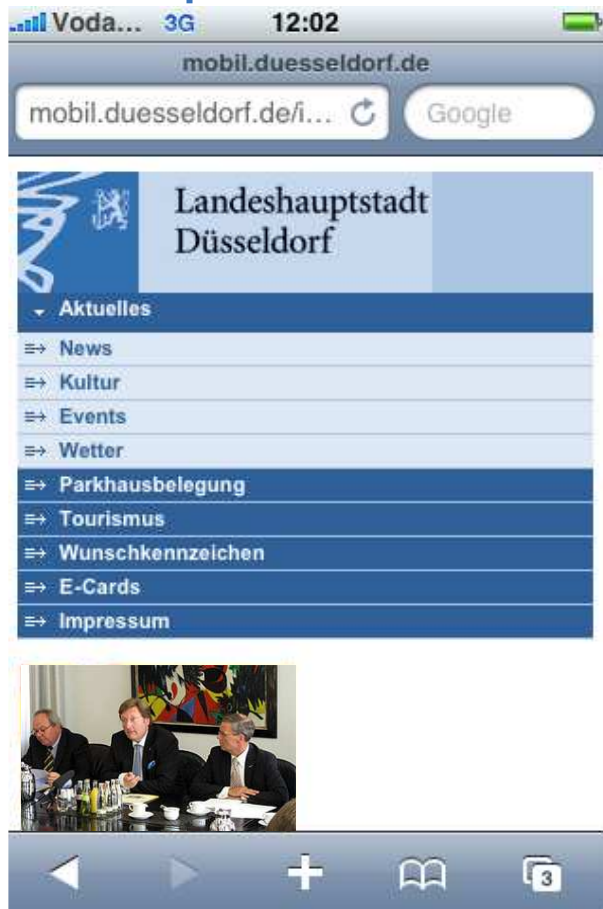 Voda... 3G 12:02
mobil.duesseldorf.de
mobil.duesseldorf.de/i... Google
Landeshauptstadt
Düsseldorf
Aktuelles
News
Kultur
Events
Wetter
Parkhausbelegung
Tourismus
Wunschkennzeichen
E-Cards
Impressum
3